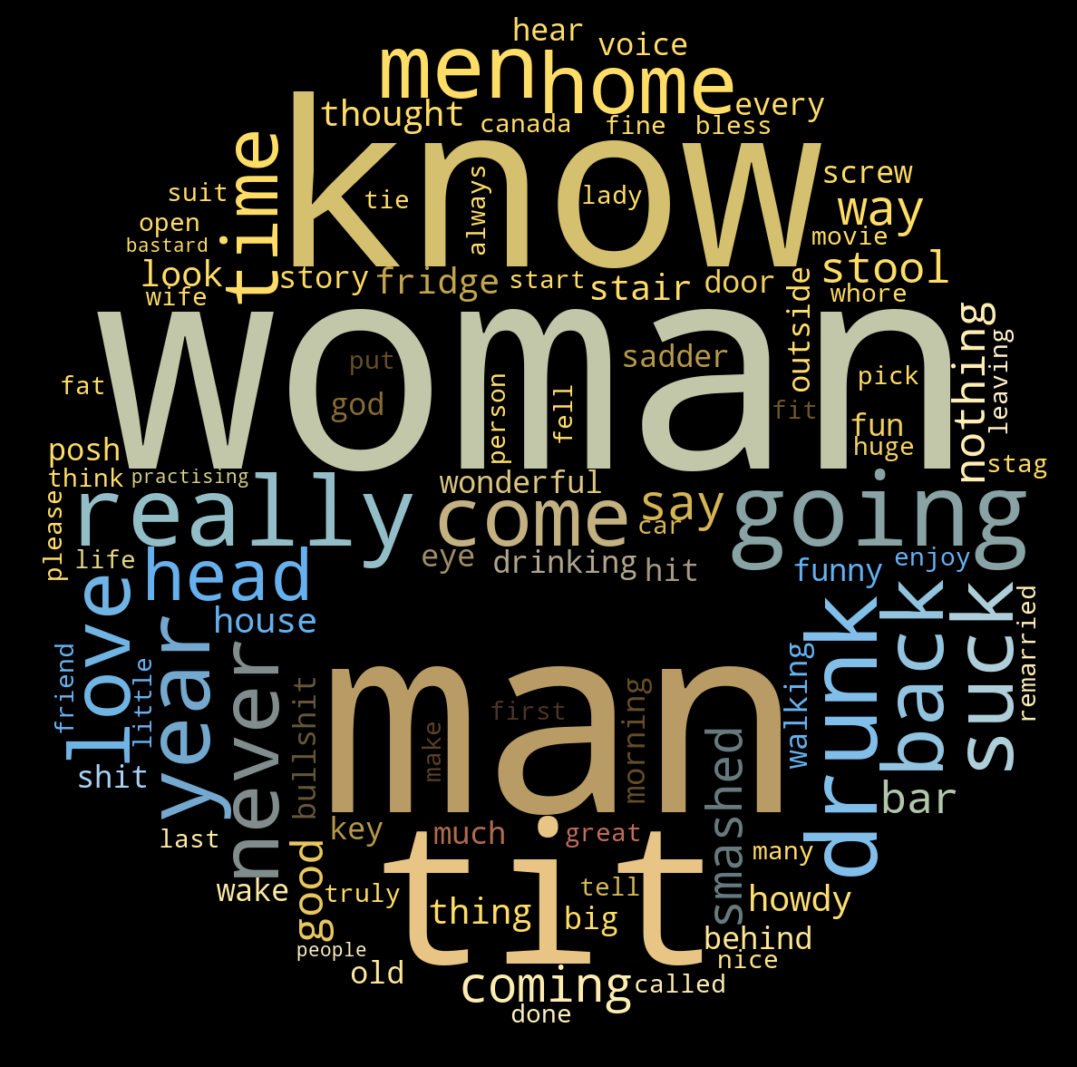 hear
voice
men
home
every
thought
canada
fine
bless
know
time
suit
tie
always
lady
screw
way
open
bastard
movie
look
story
fridge
start
stair
door
stool
wife
outside
whore
woman
nothing
leaving
put
sadder
fat
god
person
fell
fit
pick
fun
huge
posh
stag
think
practising
wonderful
please
really
come
say
car
going
life
eye
drinking
hit
funny
enjoy
love
head
house
year
never
friend
little
drunk
back
suck
remarried
walking
man
bullshit
make
first
morning
smashed
shit
bar
last
key
much
great
many
tit
wake
good
truly
thing
tell
big
howdy
behind
people
nice
old
coming
called
done